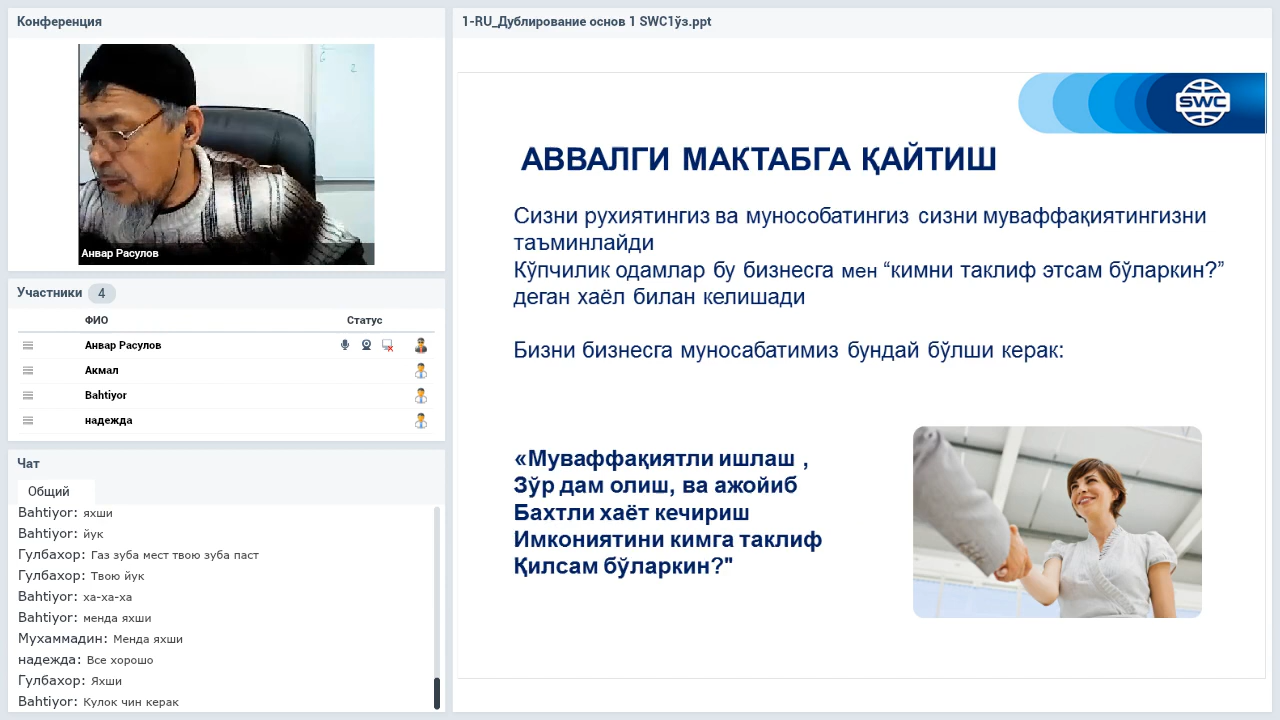 Конференция
Анвар Расулов
Участники 4
ФИО Статус
Анвар Расулов
Акмал
Bahtiyor
надежда
Чат
Общий
Bahtiyor: яхши
Bahtiyor: йук
Гулбахор: Газ зуба мест твою зуба паст
Гулбахор: Твою йук
Bahtiyor: ха-ха-ха
Bahtiyor: менда яхши
Мухаммадин: Менда яхши
надежда: Все хорошо
Гулбахор: Яхши
Bahtiyor: Кулок чин керак
1-RU_Дублирование основ 1 SWC1ўз.ppt
SWC
АВВАЛГИ МАКТАБГА ҚАЙТИШ
Сизни рухиятингиз ва мунособатингиз сизни муваффақиятингизни
таъминлайди
Кўпчилик одамлар бу бизнесга мен “кимни таклиф этсам бўларкин?”
деган хаёл билан келишади
Бизни бизнесга муносабатимиз бундай бўлши керак:
«Муваффақиятли ишлаш ,
Зўр дам олиш, ва ажойиб
Бахтли хаёт кечириш
Имкониятини кимга таклиф
Қилсам бўларкин?"